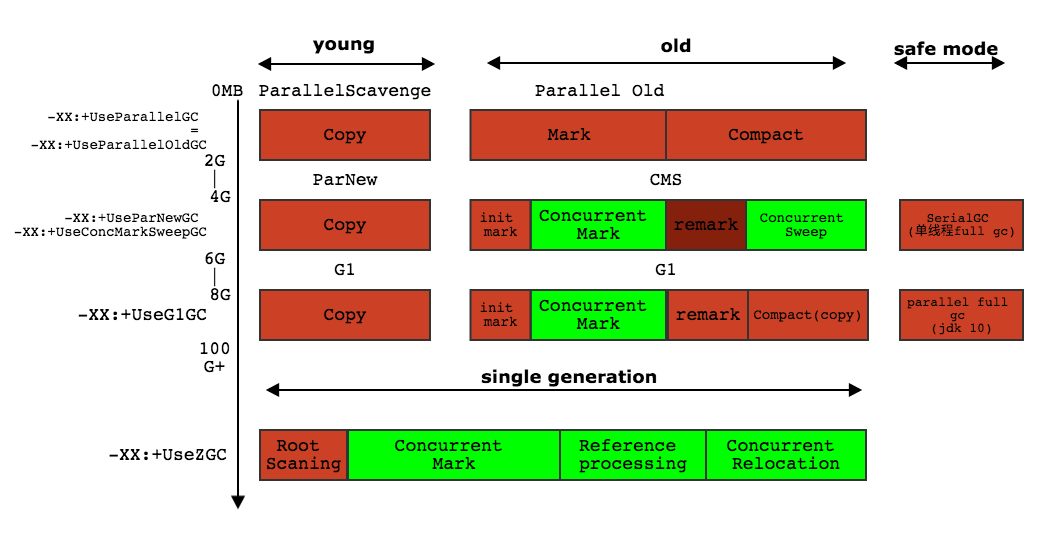 young
old
safe mode
0MB
ParallelScavenge
Parallel Old
-XX:+UseParallelGC
=
-XX:+UseParallelOldGC
Copy
Mark
Compact
2G
|
4G
ParNew
CMS
-XX:+UseParNewGC
-XX:+UseConcMarkSweepGC
Copy
init
mark
Concurrent
Mark
remark
Concurrent
Sweep
SerialGC
(单线程full gc)
6G
|
8G
G1
G1
-XX:+UseG1GC
Copy
init
mark
Concurrent
Mark
remark
Compact(copy)
parallel full
gc
(jdk 10)
100
G+
single generation
-XX:+UseZGC
Root
Scaning
Concurrent
Mark
Reference
processing
Concurrent
Relocation